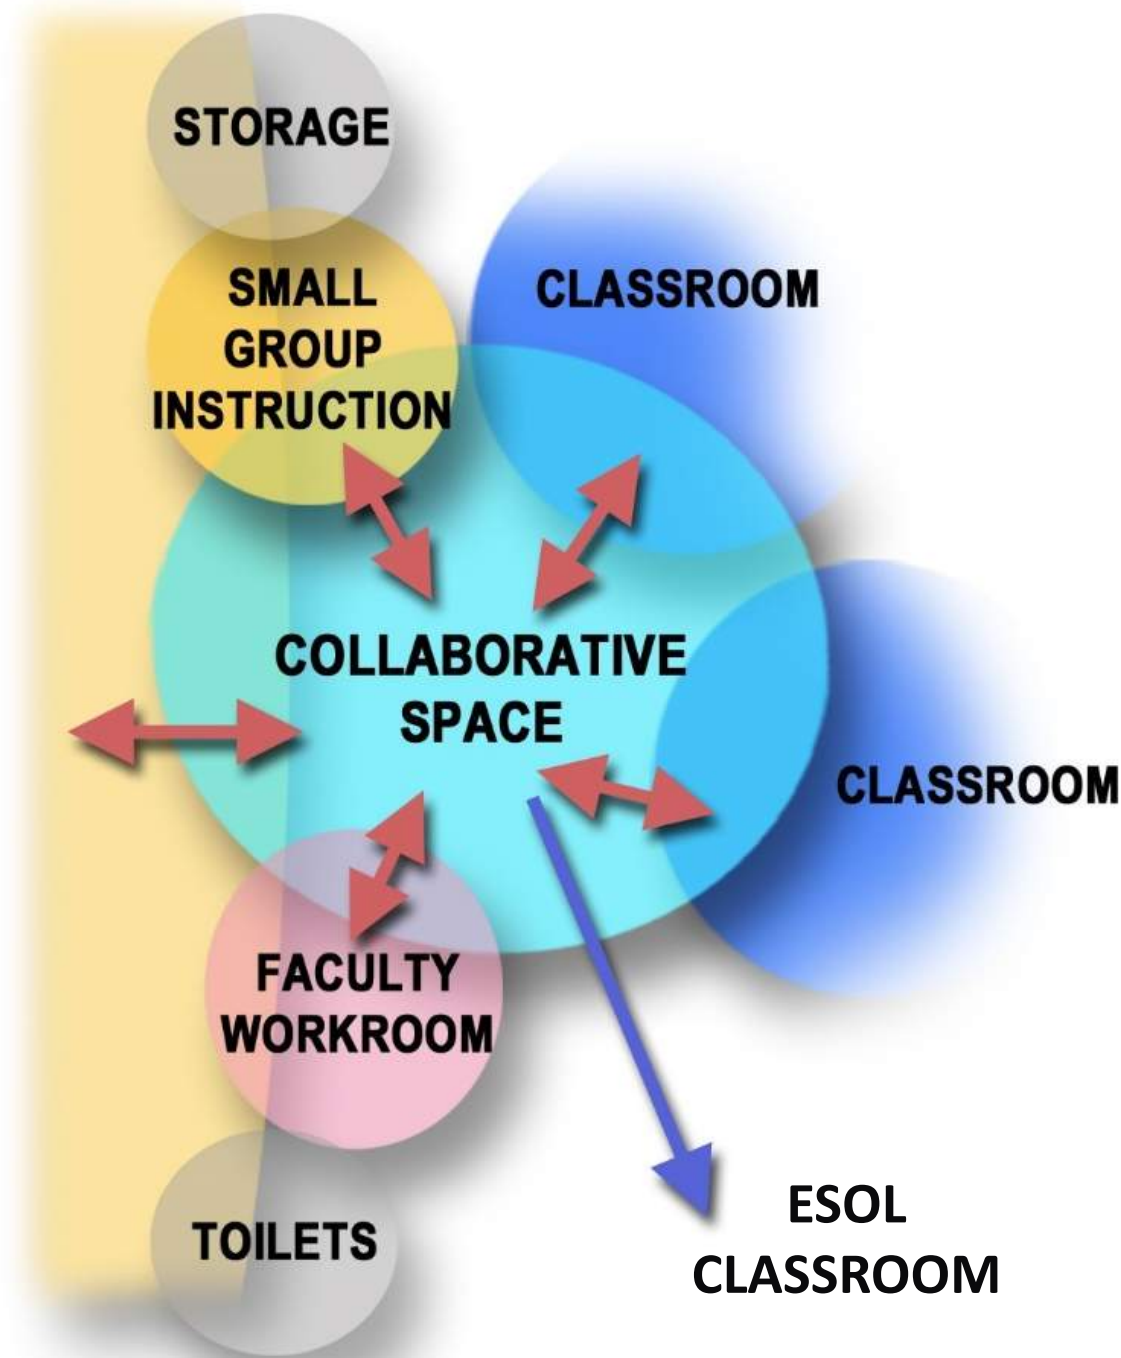 STORAGE
SMALL
GROUP
INSTRUCTION
CLASSROOM
COLLABORATIVE
SPACE
CLASSROOM
FACULTY
WORKROOM
TOILETS
ESOL
CLASSROOM